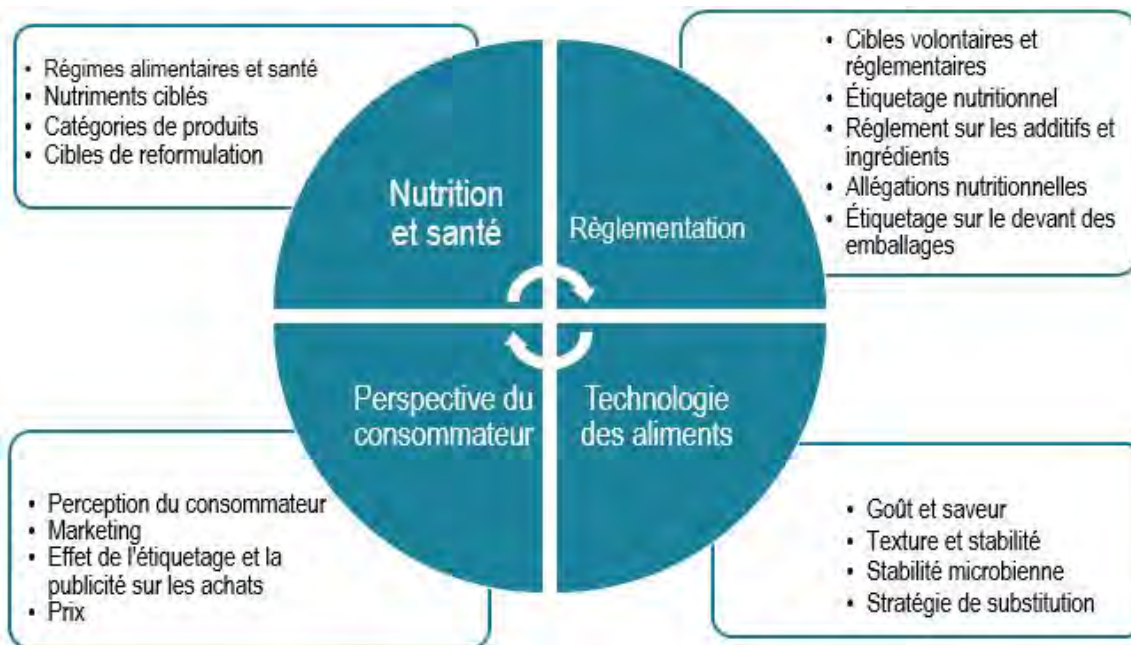 • Régimes alimentaires et santé
• Nutriments ciblés
• Catégories de produits
• Cibles de reformulation
• Cibles volontaires et
réglementaires
• Étiquetage nutritionnel
• Réglement sur les additifs et
ingrédients
• Allégations nutritionnelles
• Étiquetage sur le devant des
emballages
Nutrition
et santé
Règlementation
Perspective du
consommateur
Technologie
des aliments
• Perception du consommateur
• Marketing
• Effet de l'étiquetage et la
publicité sur les achats
• Prix
• Goût et saveur
• Texture et stabilité
• Stabilité microbienne
• Stratégie de substitution